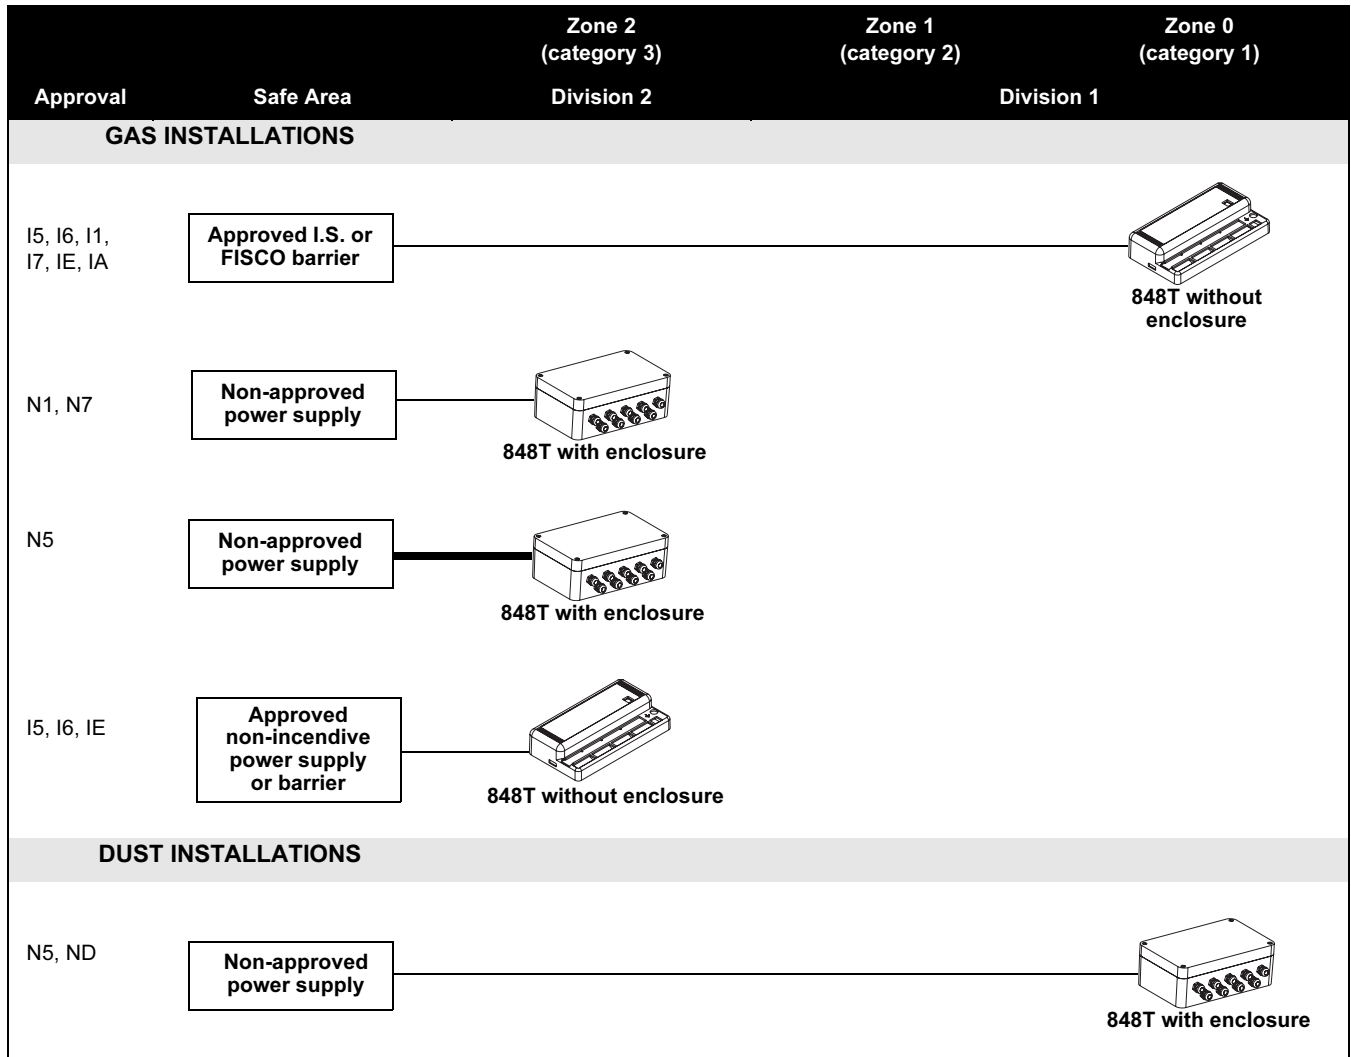 Zone 2 Zone 1 Zone 0
(category 3) (category 2) (category 1)
Approval Safe Area Division 2 Division 1
GAS INSTALLATIONS
I5, I6, I1,
I7, IE, IA
Approved I.S. or
FISCO barrier
848T without
enclosure
N1, N7
Non-approved
power supply
848T with enclosure
N5
Non-approved
power supply
848T with enclosure
I5, I6, IE
Approved
non-incendive
power supply
or barrier
848T without enclosure
DUST INSTALLATIONS
N5, ND
Non-approved
power supply
848T with enclosure